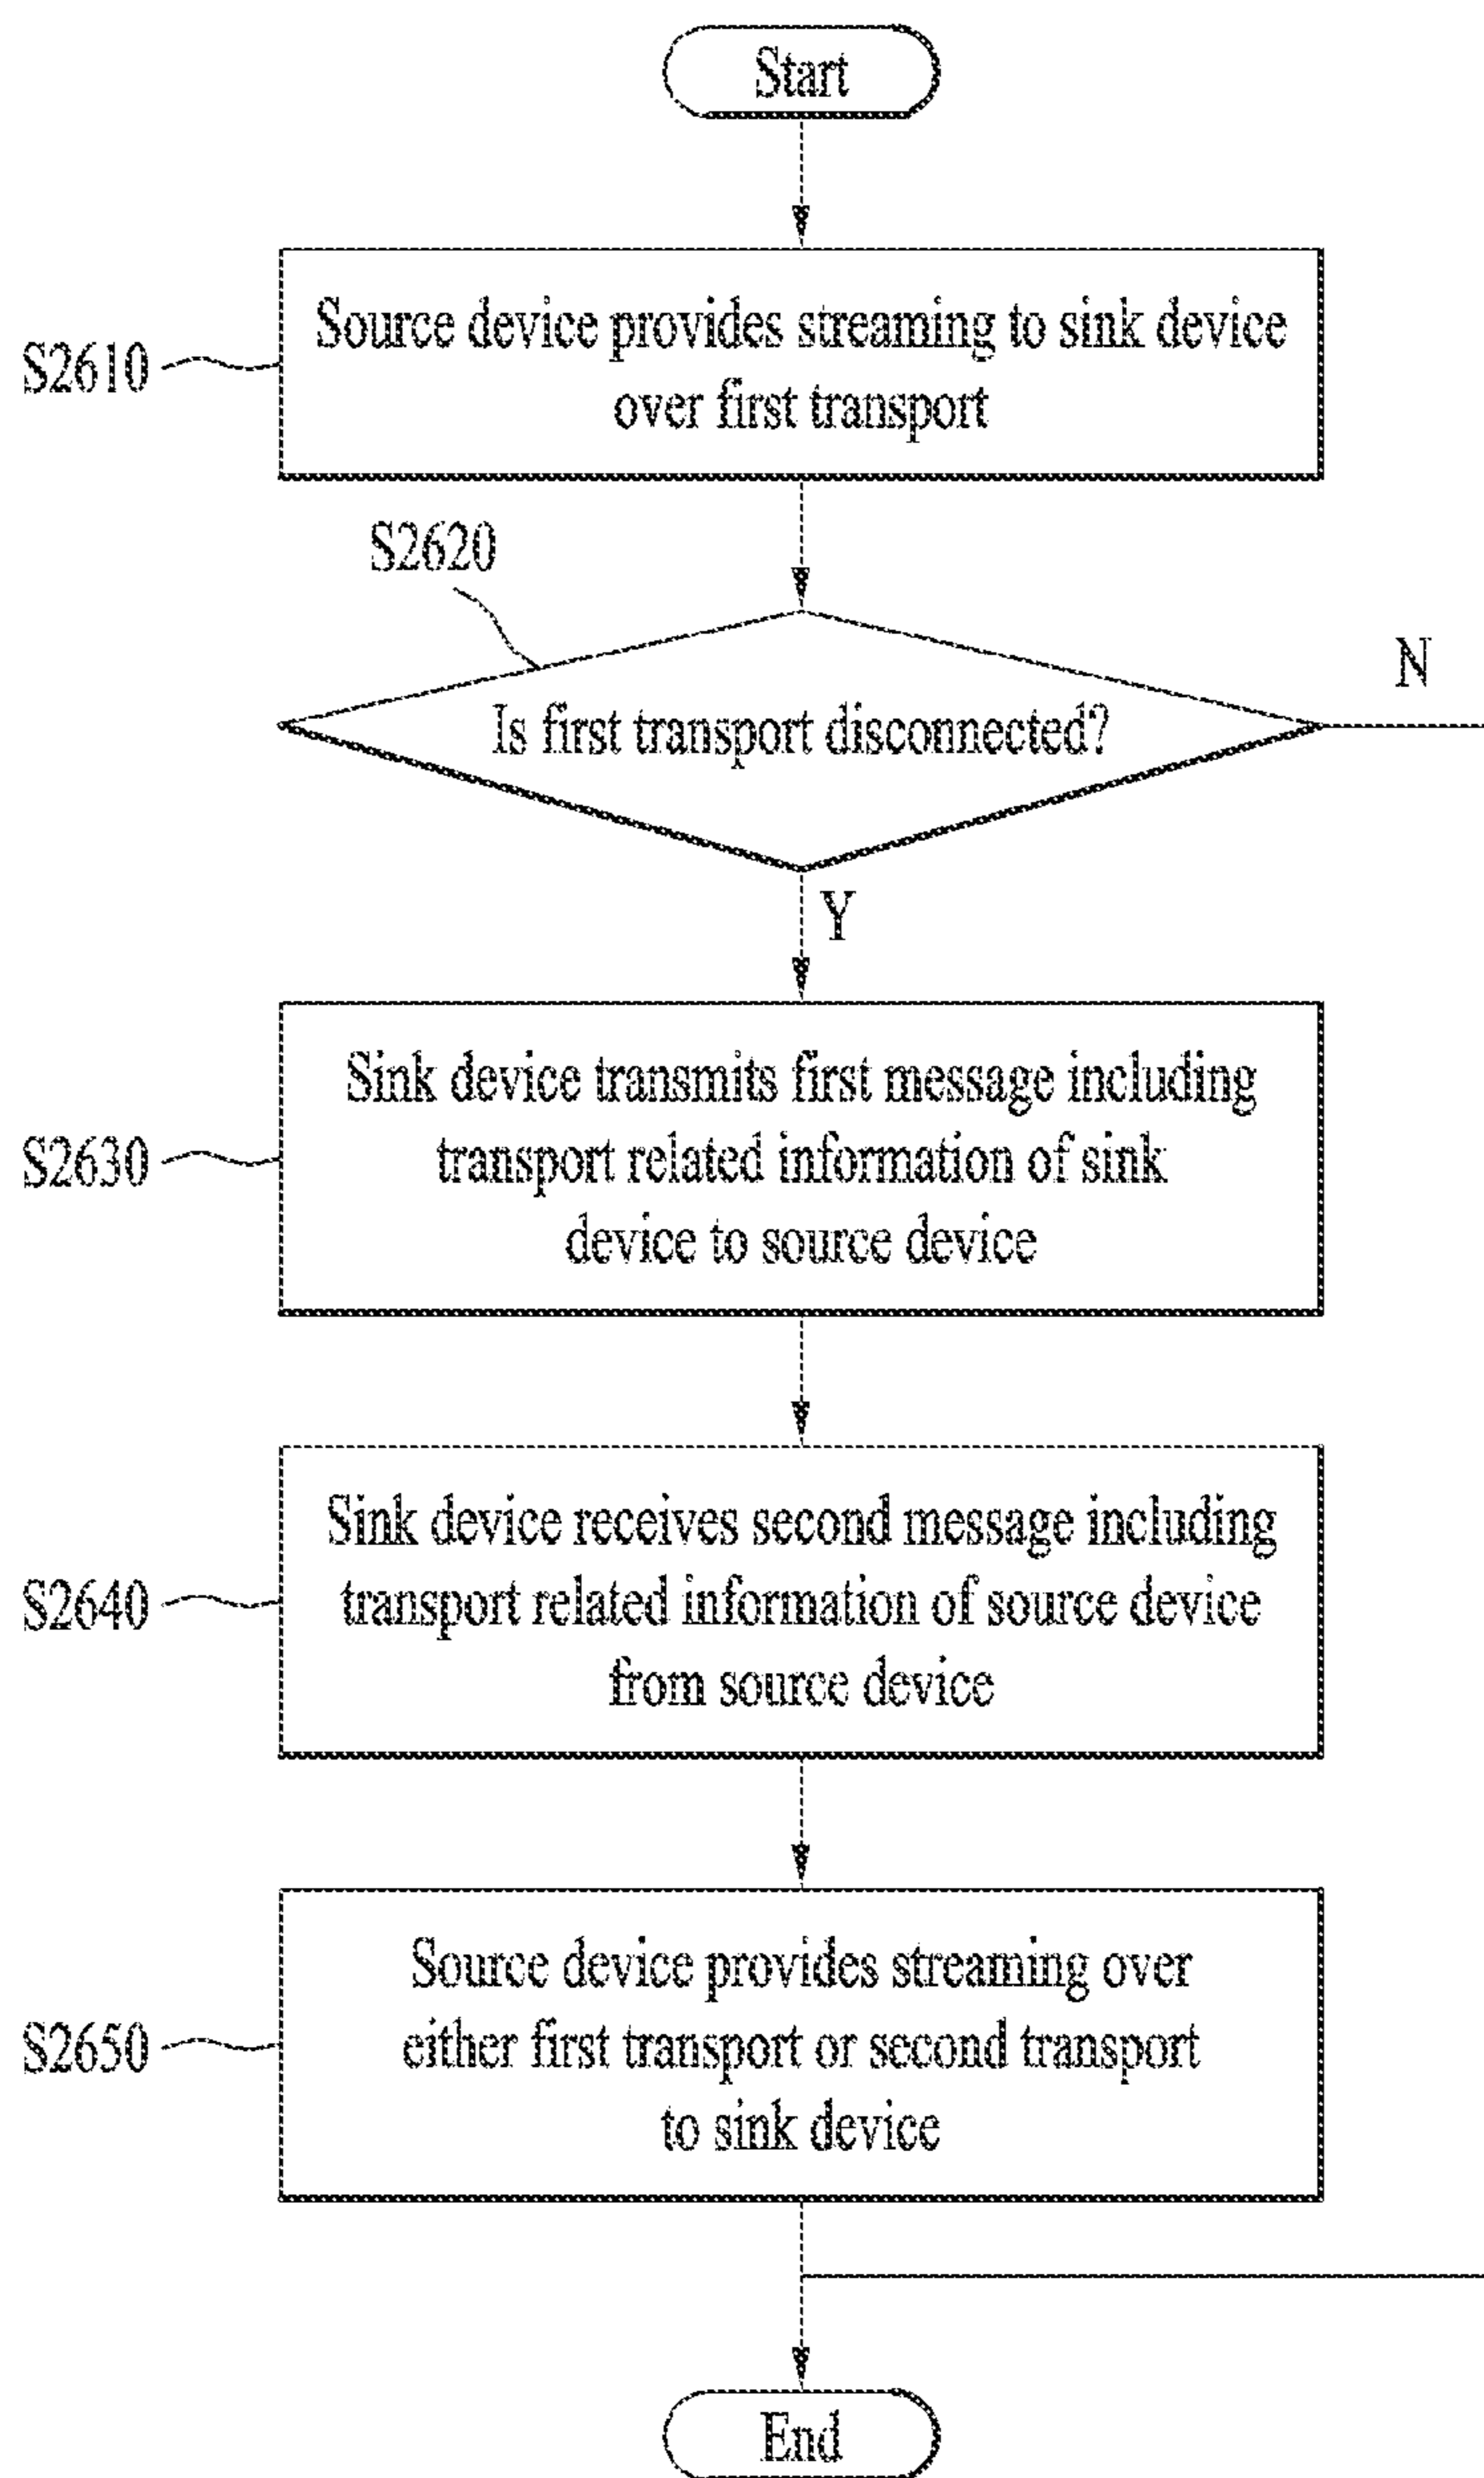 Start
S2610
Source device provides streaming to sink device
over first transport
S2620
Is first transport disconnected?
N
Y
S2630
Sink device transmits first message including
transport related information of sink
device to source device
S2640
Sink device receives second message including
transport related information of source device
from source device
S2650
Source device provides streaming over
either first transport or second transport
to sink device
End